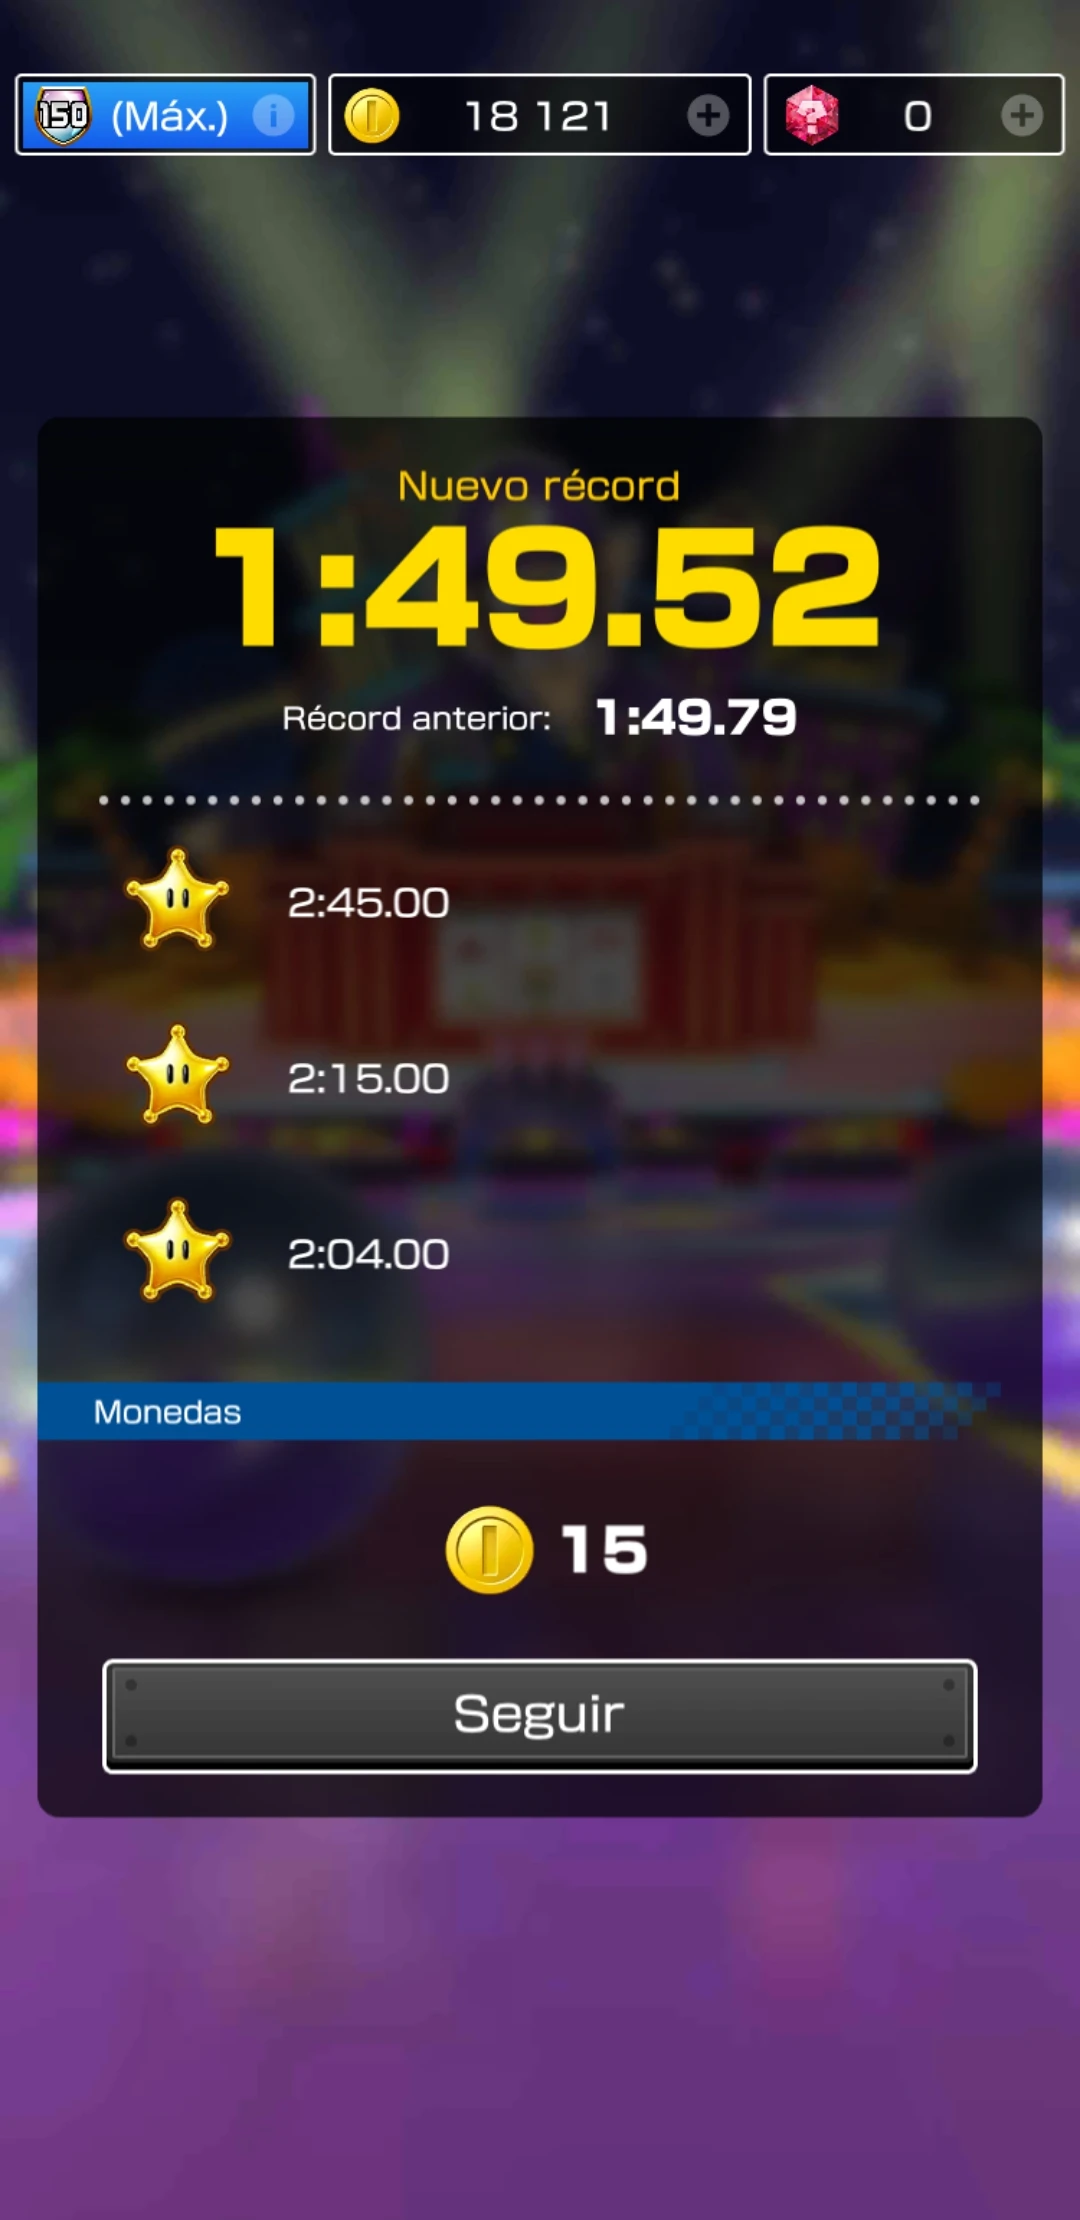 150 (Máx.) i 18 121 + ? 0 +
Nuevo récord
1:49.52
Récord anterior: 1:49.79
2:45.00
2:15.00
2:04.00
Monedas
15
Seguir